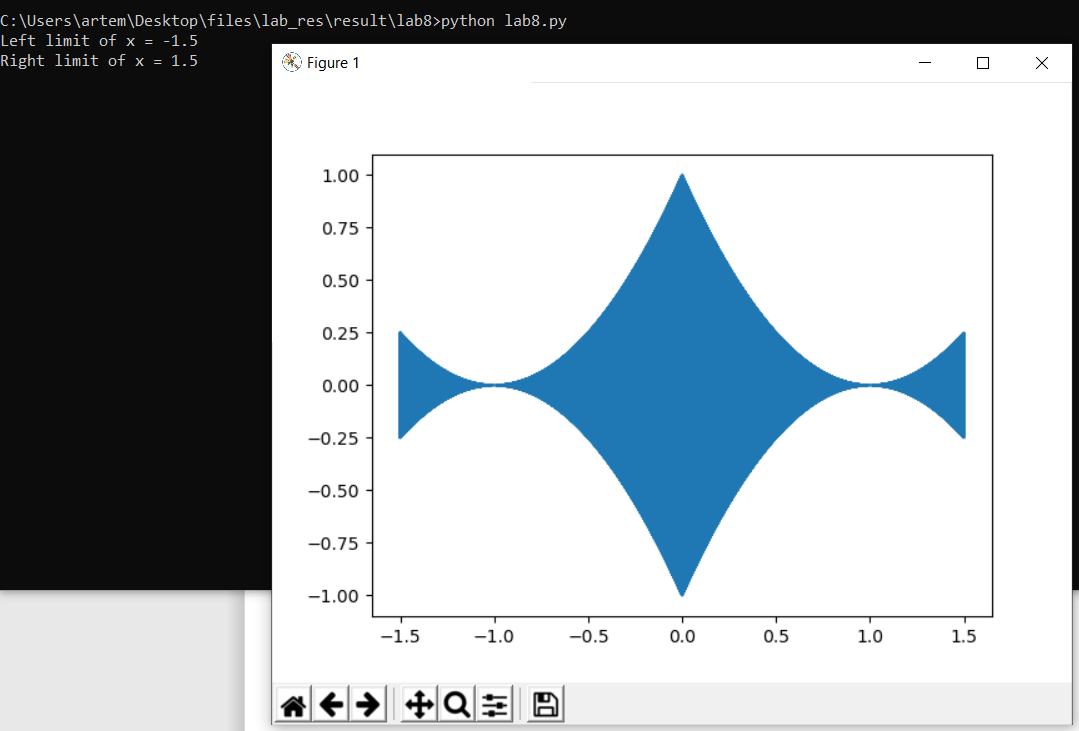 C:\Users\artem\Desktop\files\lab_res\result\lab8>python lab8.py
Left limit of x = -1.5
Right limit of x = 1.5
Figure 1
1.00
0.75
0.50
0.25
0.00
−0.25
−0.50
−0.75
−1.00
−1.5 −1.0 −0.5 0.0 0.5 1.0 1.5